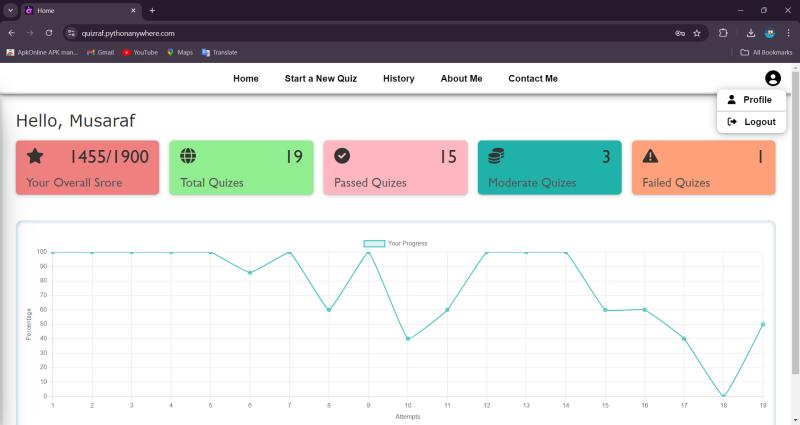 Home
quizraf.pythonanywhere.com
ApkOnline APK man... Gmail YouTube Maps Translate All Bookmarks
Home Start a New Quiz History About Me Contact Me
Profile
Logout
Hello, Musaraf
1455/1900
Your Overall Srore
19
Total Quizes
15
Passed Quizes
3
Moderate Quizes
1
Failed Quizes
Your Progress
Percentage
100
90
80
70
60
50
40
30
20
10
0
1 2 3 4 5 6 7 8 9 10 11 12 13 14 15 16 17 18 19
Attempts